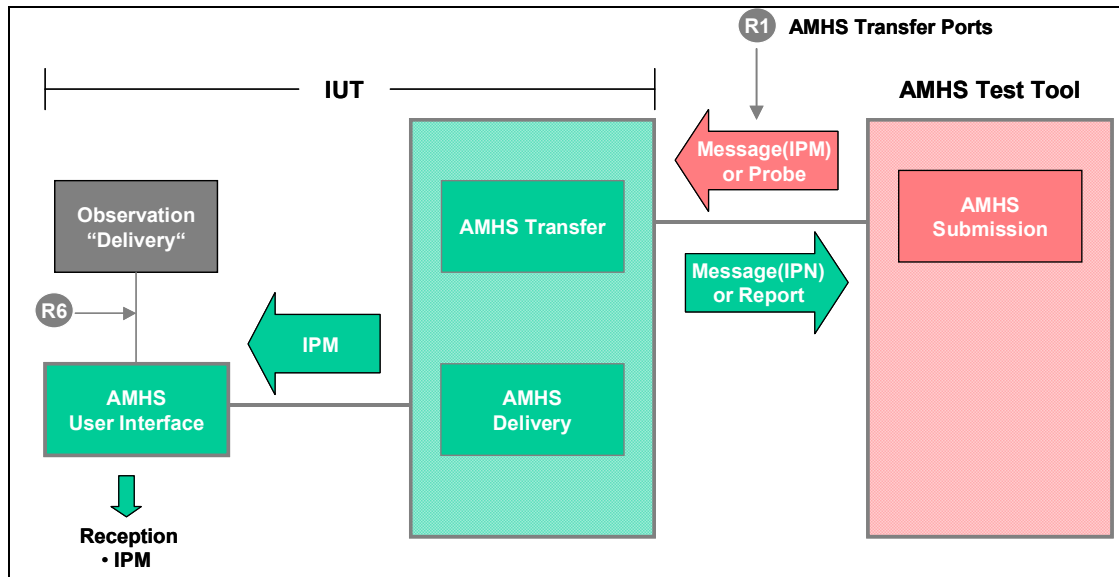 R1
AMHS Transfer Ports
IUT
AMHS Test Tool
Message(IPM)
or Probe
Observation
“Delivery“
AMHS Transfer
AMHS
Submission
Message(IPN)
or Report
R6
IPM
AMHS
User Interface
AMHS
Delivery
Reception
• IPM